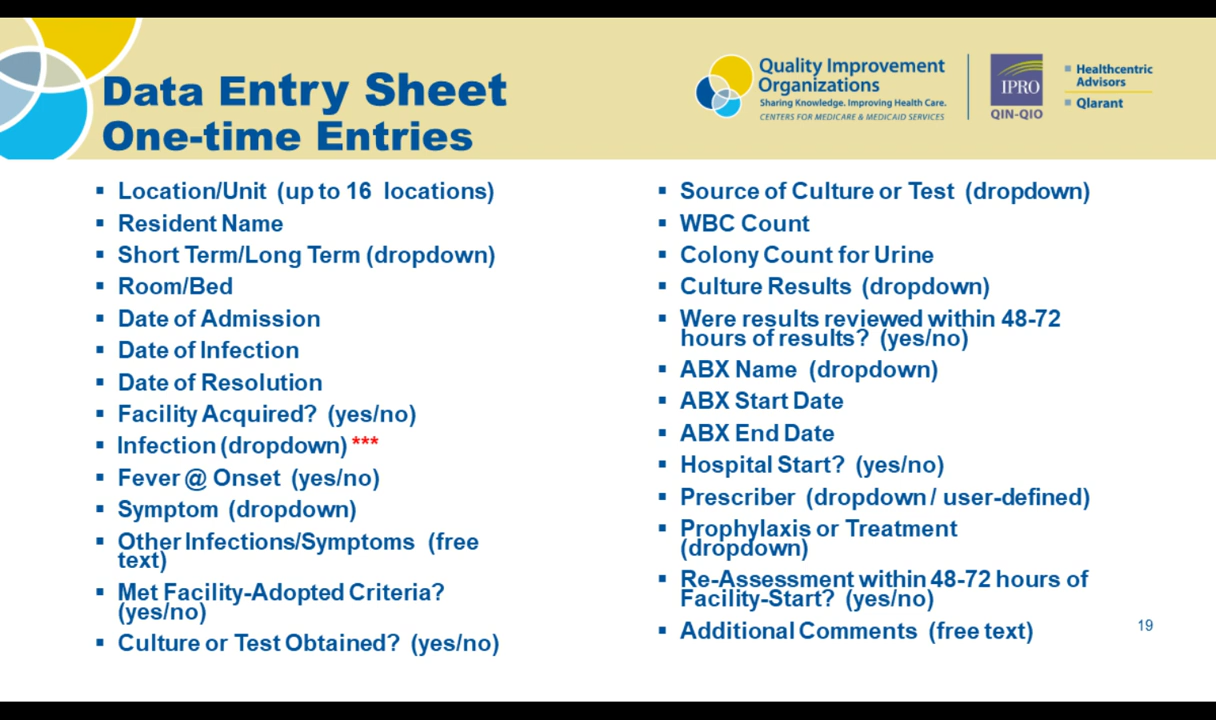 Data Entry Sheet
One-time Entries
Quality Improvement
Organizations
Sharing Knowledge. Improving Health Care.
CENTERS FOR MEDICARE & MEDICAID SERVICES
IPRO
QIN-QIO
Healthcentric
Advisors
Qlarant
Location/Unit (up to 16 locations)
Resident Name
Short Term/Long Term (dropdown)
Room/Bed
Date of Admission
Date of Infection
Date of Resolution
Facility Acquired? (yes/no)
Infection (dropdown) ***
Fever @ Onset (yes/no)
Symptom (dropdown)
Other Infections/Symptoms (free
text)
Met Facility-Adopted Criteria?
(yes/no)
Culture or Test Obtained? (yes/no)
Source of Culture or Test (dropdown)
WBC Count
Colony Count for Urine
Culture Results (dropdown)
Were results reviewed within 48-72
hours of results? (yes/no)
ABX Name (dropdown)
ABX Start Date
ABX End Date
Hospital Start? (yes/no)
Prescriber (dropdown / user-defined)
Prophylaxis or Treatment
(dropdown)
Re-Assessment within 48-72 hours of
Facility-Start? (yes/no)
Additional Comments (free text)
19